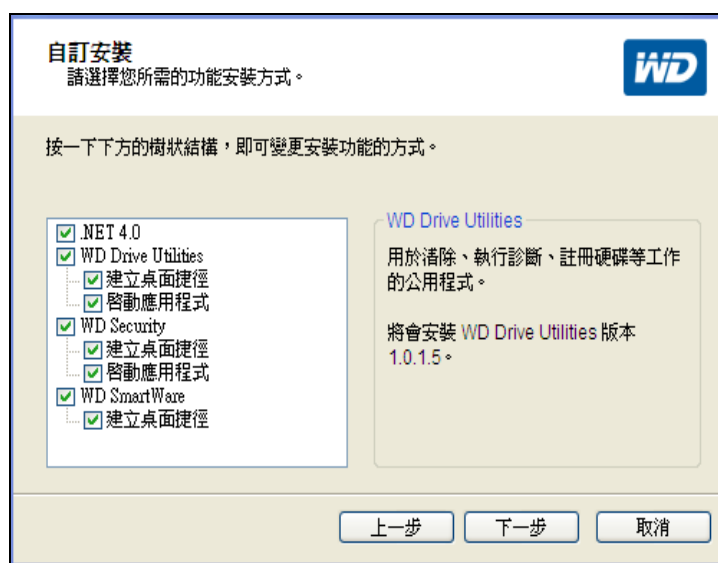 自訂安裝
請選擇您所需的功能安裝方式。
WD
按一下下方的樹狀結構，即可變更安裝功能的方式。
.NET 4.0
WD Drive Utilities
建立桌面捷徑
啓動應用程式
WD Security
建立桌面捷徑
啓動應用程式
WD SmartWare
建立桌面捷徑
WD Drive Utilities
用於清除、執行診斷、註冊硬碟等工作
的公用程式。
將會安裝 WD Drive Utilities 版本
1.0.1.5。
上一步
下一步
取消